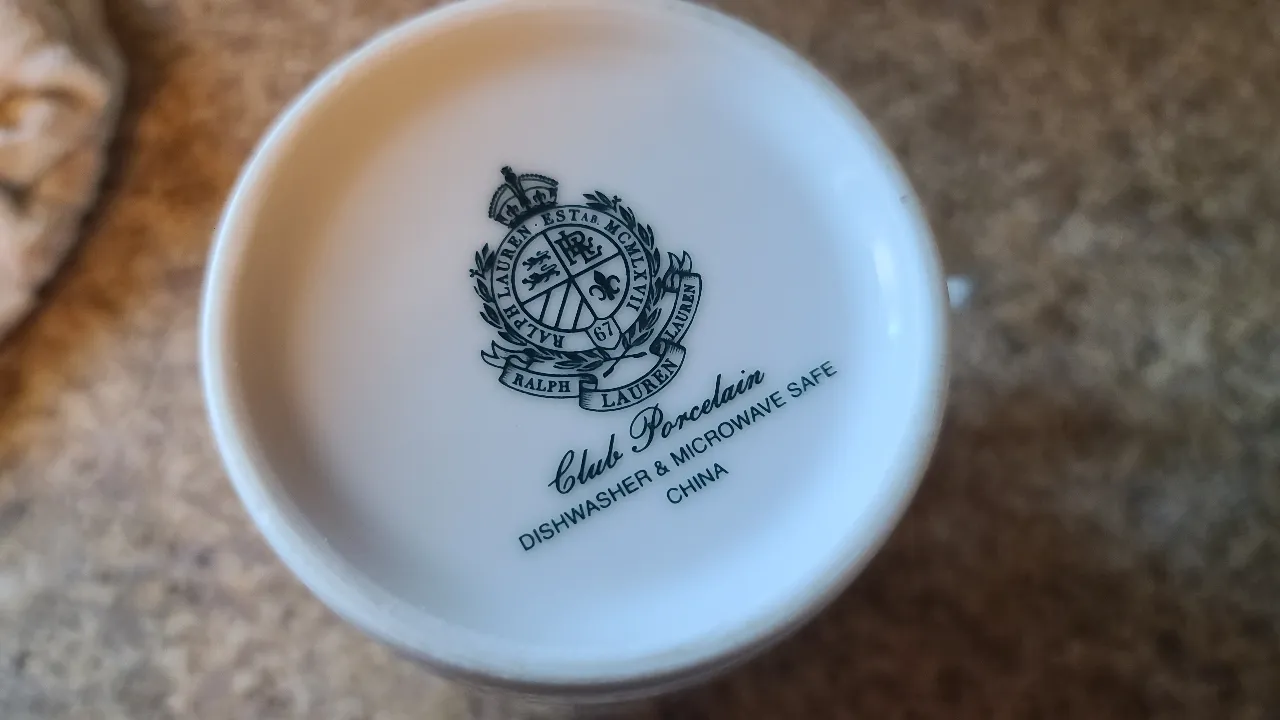 RALPH LAUREN · ESTAB. MCMLXVII
RL
67
RALPH LAUREN LAUREN
Club Porcelain
DISHWASHER & MICROWAVE SAFE
CHINA